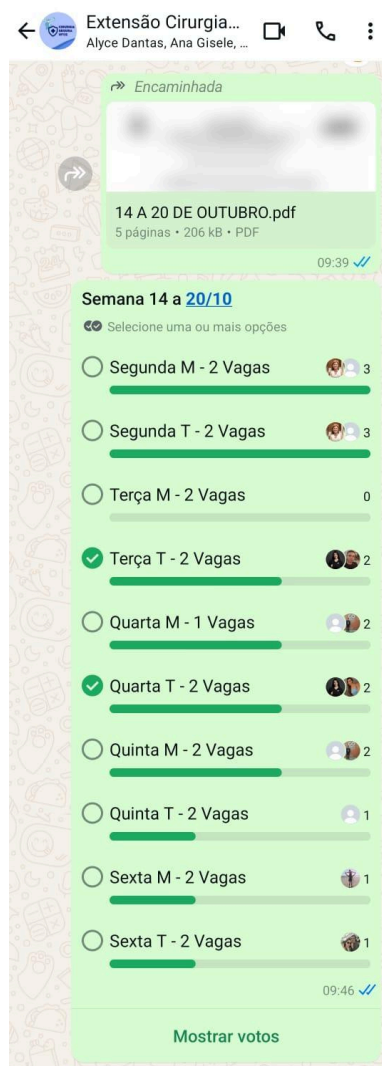 Extensão Cirurgia...
Alyce Dantas, Ana Gisele, ...
Encaminhada
14 A 20 DE OUTUBRO.pdf
5 páginas • 206 kB • PDF
09:39
Semana 14 a 20/10
Selecione uma ou mais opções
Segunda M - 2 Vagas 3
Segunda T - 2 Vagas 3
Terça M - 2 Vagas 0
Terça T - 2 Vagas 2
Quarta M - 1 Vagas 2
Quarta T - 2 Vagas 2
Quinta M - 2 Vagas 2
Quinta T - 2 Vagas 1
Sexta M - 2 Vagas 1
Sexta T - 2 Vagas 1
09:46
Mostrar votos